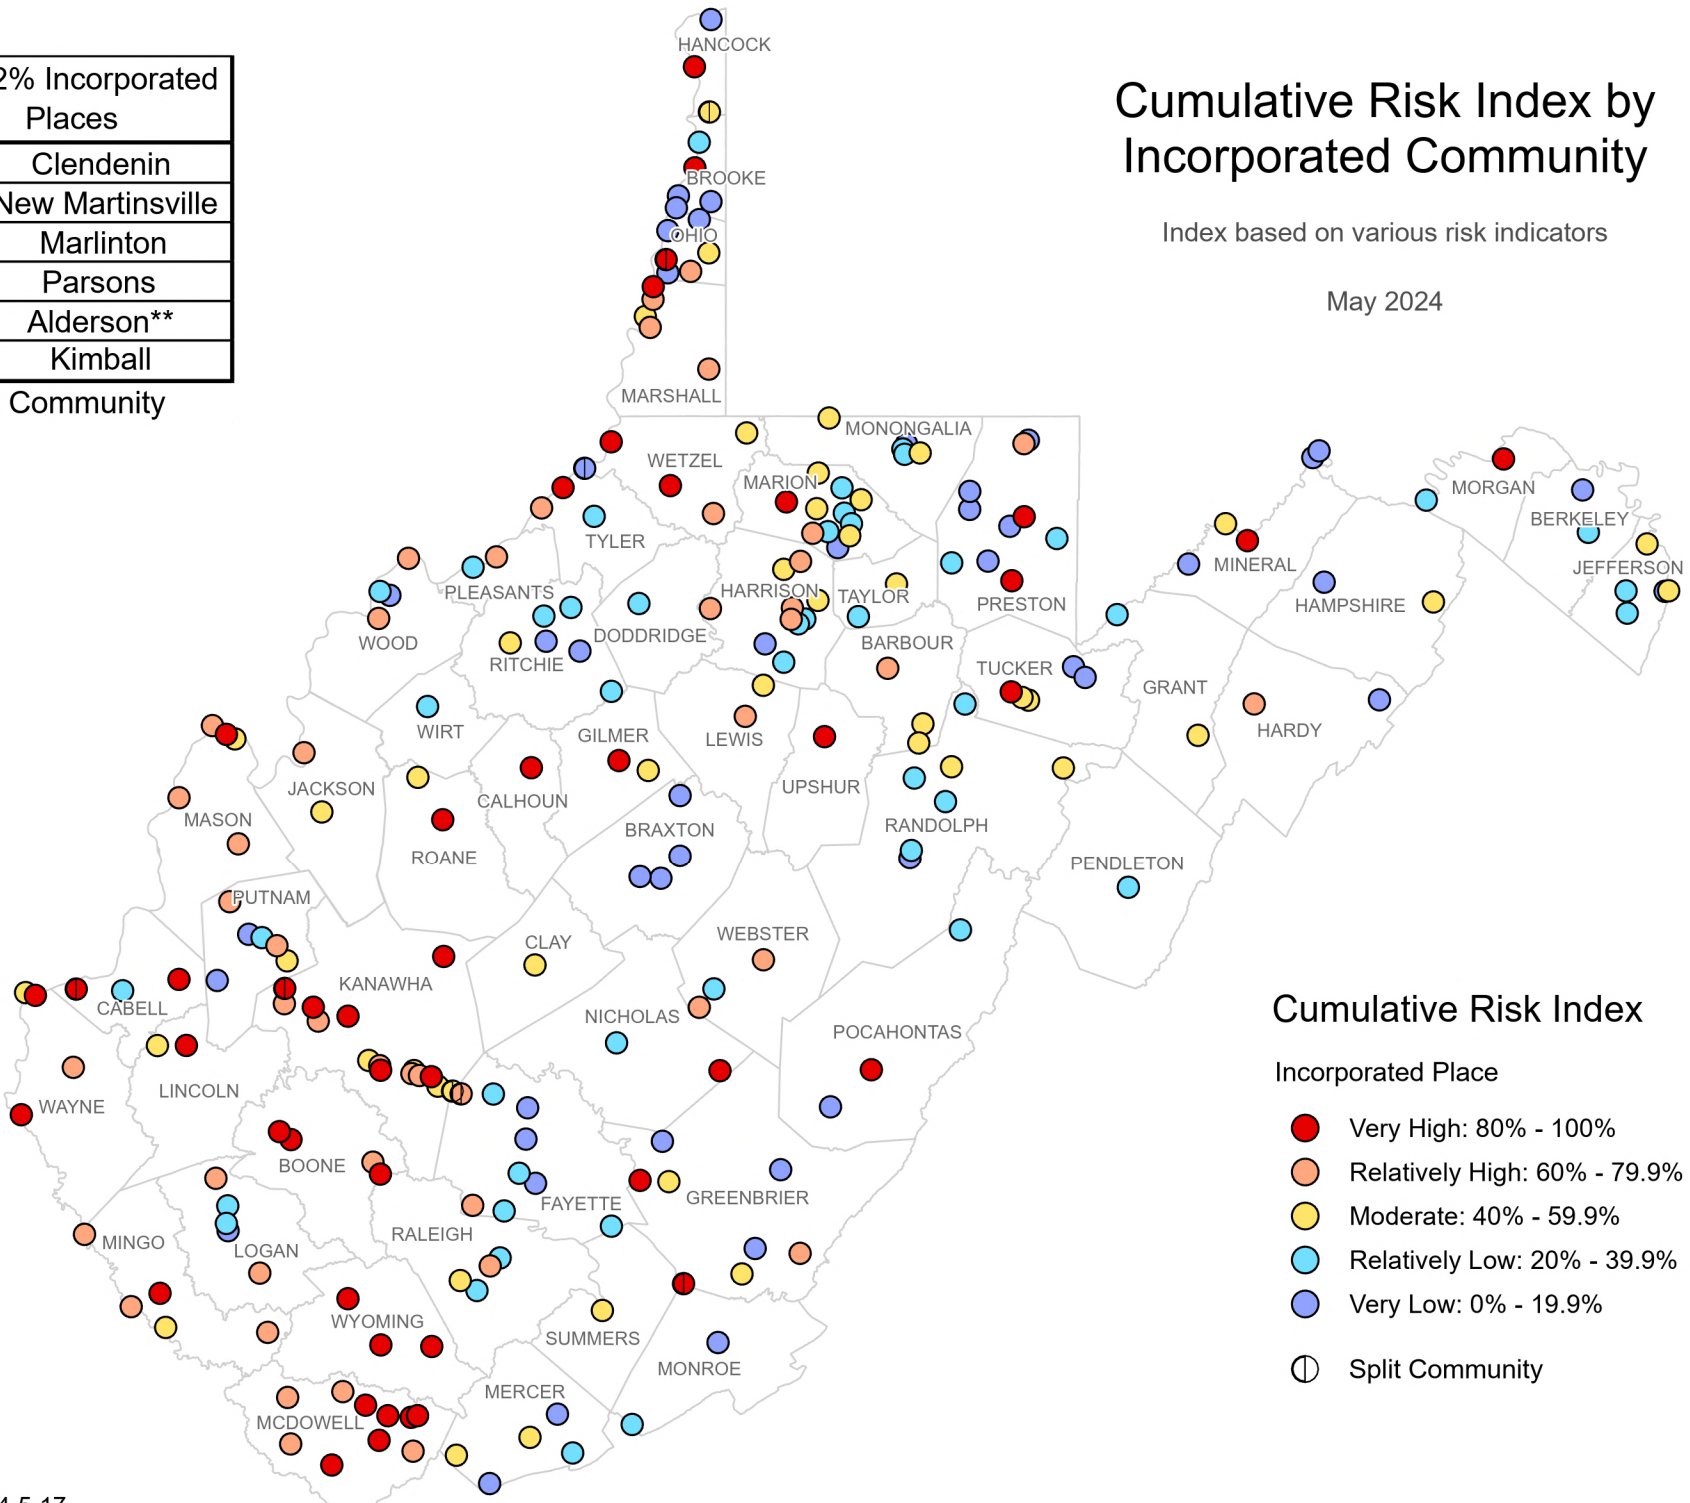 2% Incorporated
Places
Clendenin
New Martinsville
Marlinton
Parsons
Alderson**
Kimball
Community
Cumulative Risk Index by
Incorporated Community
Index based on various risk indicators
May 2024
HANCOCK
BROOKE
OHIO
MARSHALL
MONONGALIA
WETZEL
MARION
MORGAN
BERKELEY
TYLER
MINERAL
JEFFERSON
PLEASANTS
HARRISON
TAYLOR
PRESTON
HAMPSHIRE
WOOD
DODDRIDGE
BARBOUR
RITCHIE
TUCKER
GRANT
WIRT
GILMER
LEWIS
HARDY
JACKSON
CALHOUN
UPSHUR
MASON
BRAXTON
RANDOLPH
ROANE
PENDLETON
PUTNAM
CLAY
WEBSTER
KANAWHA
CABELL
NICHOLAS
POCAHONTAS
LINCOLN
WAYNE
BOONE
FAYETTE
GREENBRIER
RALEIGH
MINGO
LOGAN
WYOMING
SUMMERS
MONROE
MERCER
MCDOWELL
Cumulative Risk Index
Incorporated Place
Very High: 80% - 100%
Relatively High: 60% - 79.9%
Moderate: 40% - 59.9%
Relatively Low: 20% - 39.9%
Very Low: 0% - 19.9%
Split Community